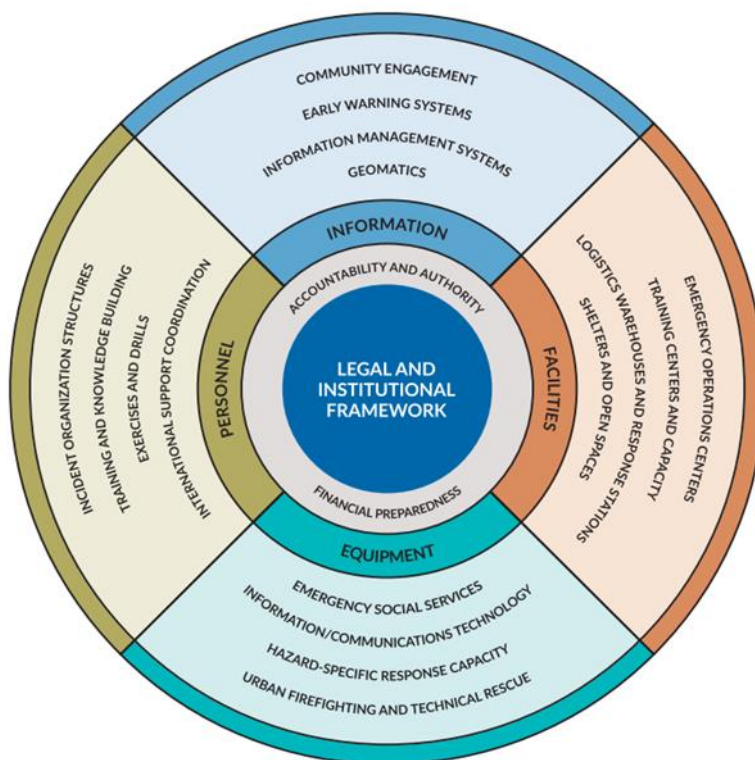 COMMUNITY ENGAGEMENT
EARLY WARNING SYSTEMS
INFORMATION MANAGEMENT SYSTEMS
GEOMATICS
INFORMATION
ACCOUNTABILITY AND AUTHORITY
LEGAL AND
INSTITUTIONAL
FRAMEWORK
FINANCIAL PREPAREDNESS
INCIDENT ORGANIZATION STRUCTURES
TRAINING AND KNOWLEDGE BUILDING
EXERCISES AND DRILLS
INTERNATIONAL SUPPORT COORDINATION
PERSONNEL
FACILITIES
EMERGENCY OPERATIONS CENTERS
TRAINING CENTERS AND CAPACITY
LOGISTICS WAREHOUSES AND RESPONSE STATIONS
SHELTERS AND OPEN SPACES
EQUIPMENT
EMERGENCY SOCIAL SERVICES
INFORMATION/COMMUNICATIONS TECHNOLOGY
HAZARD-SPECIFIC RESPONSE CAPACITY
URBAN FIREFIGHTING AND TECHNICAL RESCUE